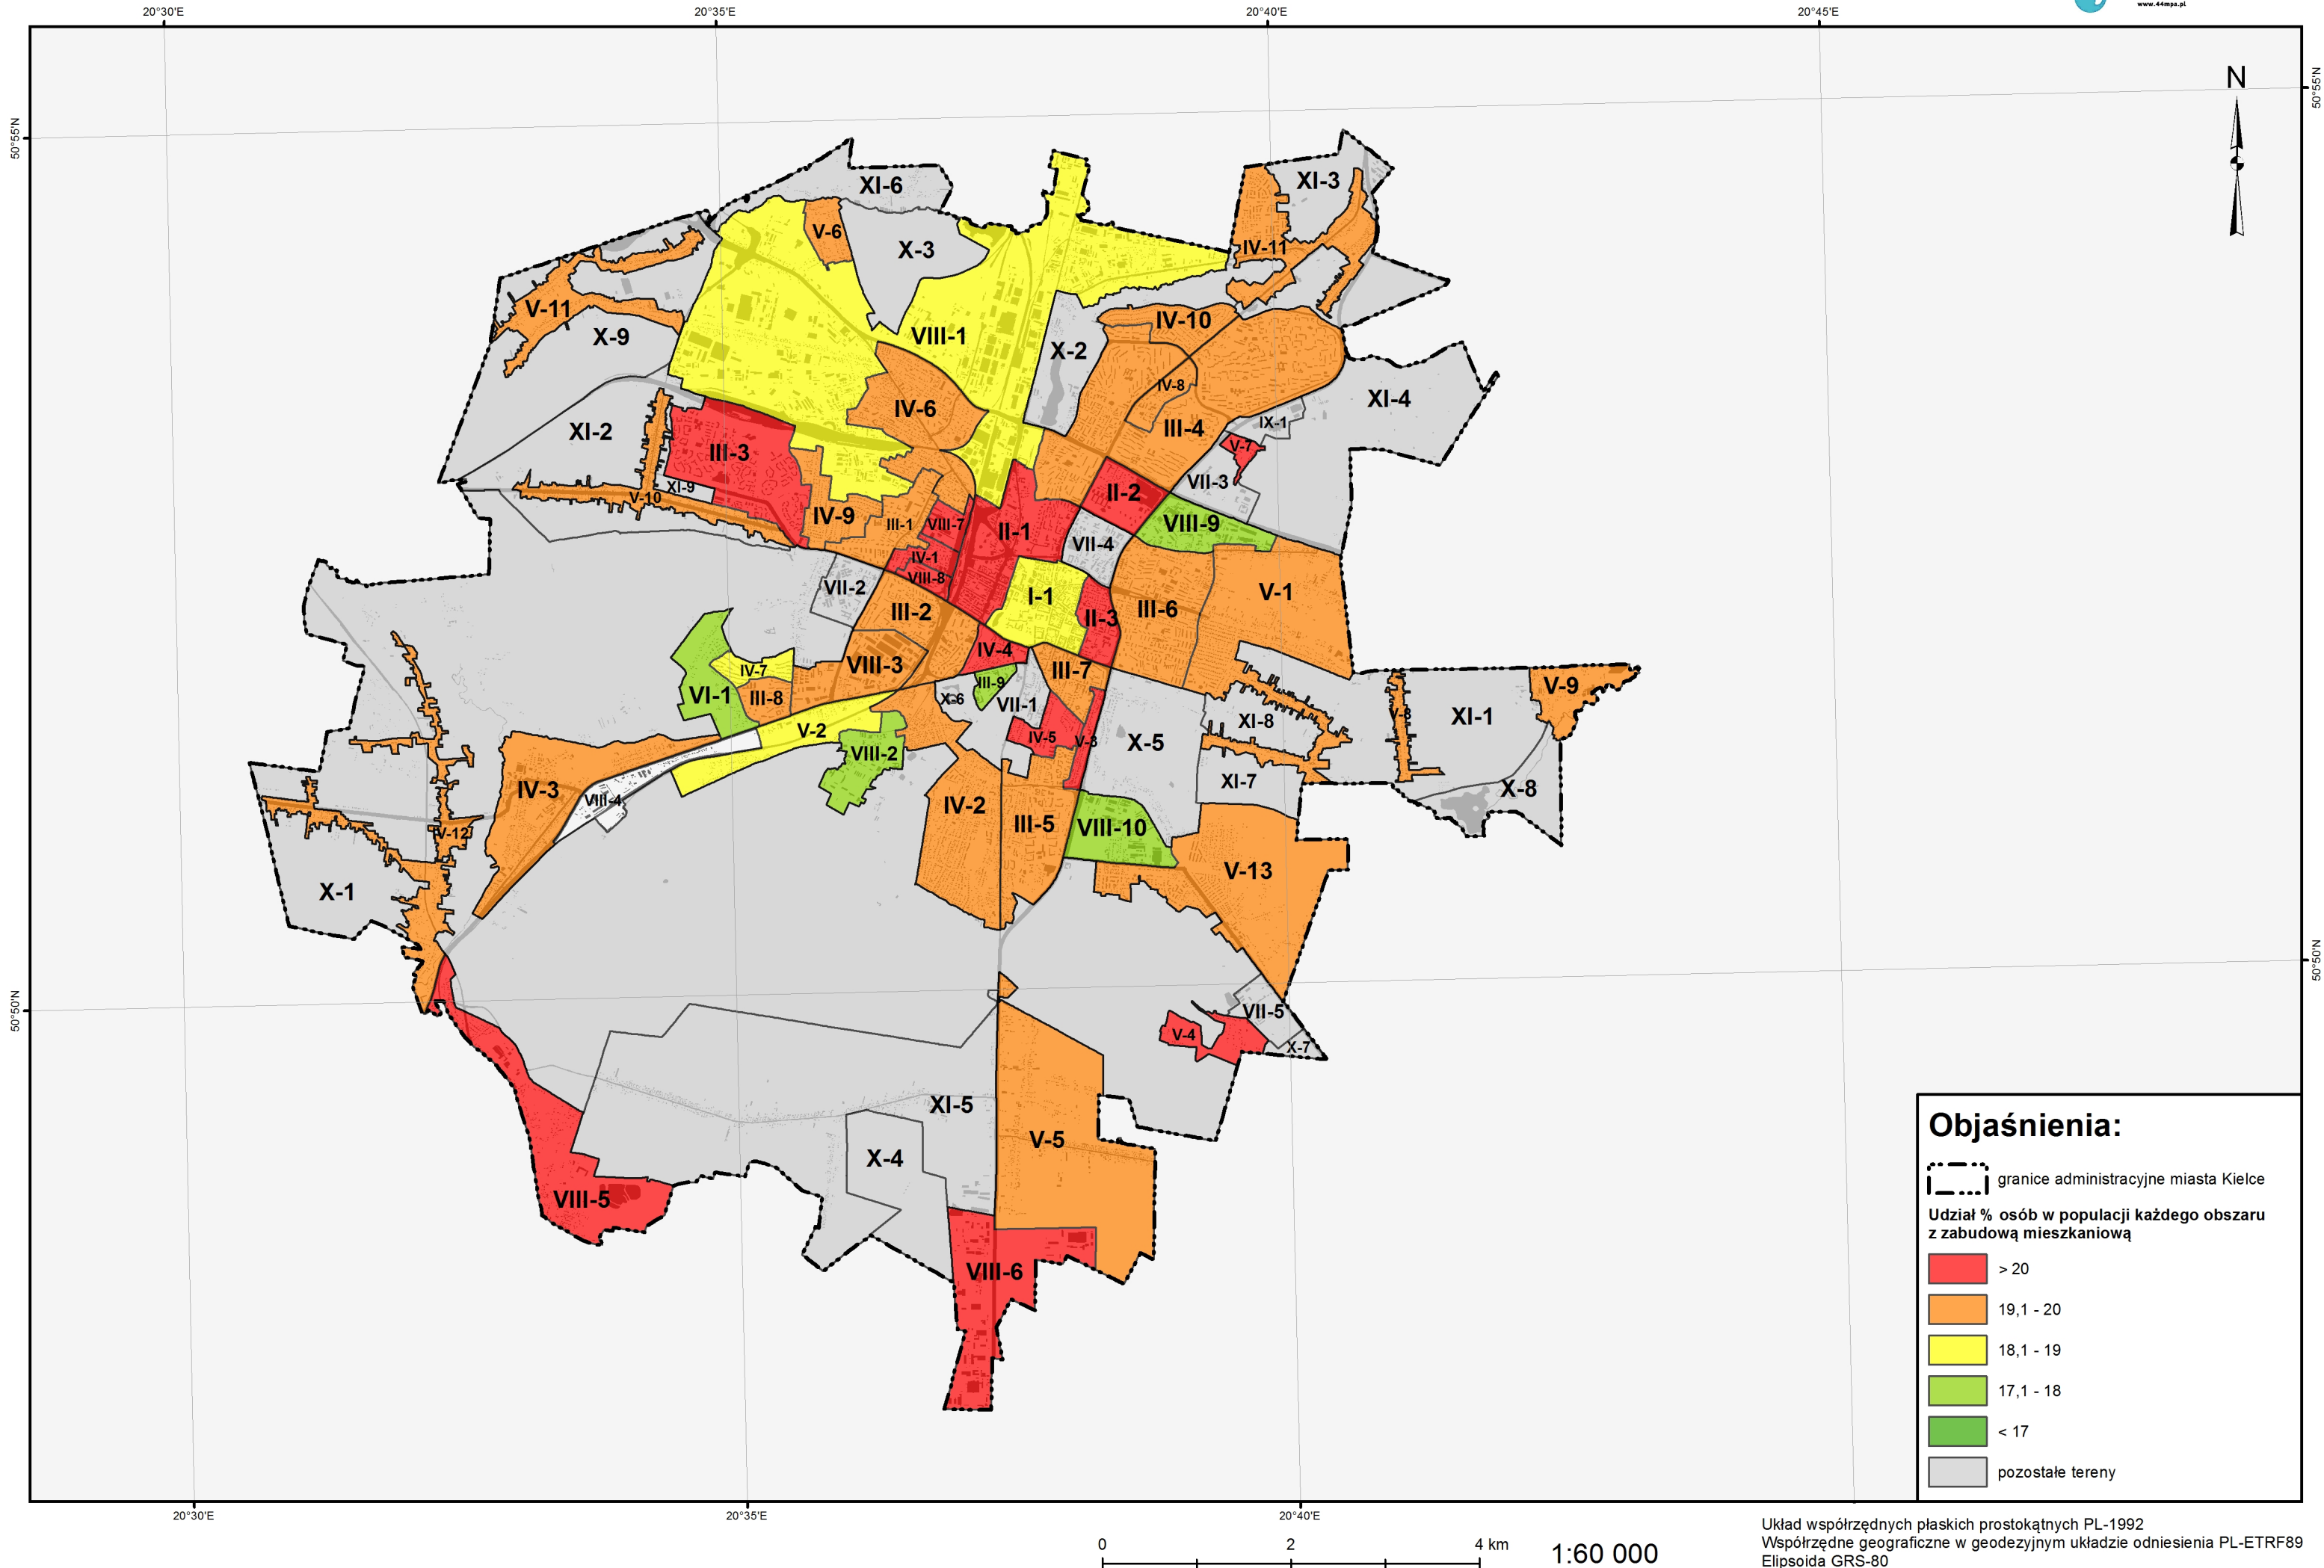 www.44mpa.pl
20°30'E
20°35'E
20°40'E
20°45'E
50°55'N
50°55'N
N
XI-6
XI-3
V-6
X-3
IV-11
V-11
X-9
VIII-1
X-2
IV-10
IV-8
IV-6
XI-4
XI-2
III-3
III-4
IX-1
V-7
VII-3
XI-9
V-10
II-2
IV-9
III-1
VIII-7
II-1
VIII-9
VII-4
IV-1
VIII-8
VII-2
I-1
V-1
III-2
III-6
II-3
IV-4
VIII-3
IV-7
III-7
VI-1
III-8
III-9
X-6
VII-1
V-9
V-8
XI-1
XI-8
V-2
IV-5
V-3
X-5
VIII-2
XI-7
IV-3
VIII-4
X-8
IV-2
III-5
VIII-10
V-12
V-13
X-1
50°50'N
50°50'N
VII-5
V-4
X-7
XI-5
V-5
X-4
VIII-5
VIII-6
Objaśnienia:
granice administracyjne miasta Kielce
Udział % osób w populacji każdego obszaru
z zabudową mieszkaniową
> 20
19,1 - 20
18,1 - 19
17,1 - 18
< 17
pozostałe tereny
20°30'E
20°35'E
20°40'E
0 2 4 km
1:60 000
Układ współrzędnych płaskich prostokątnych PL-1992
Współrzędne geograficzne w geodezyjnym układzie odniesienia PL-ETRF89
Elipsoida GRS-80